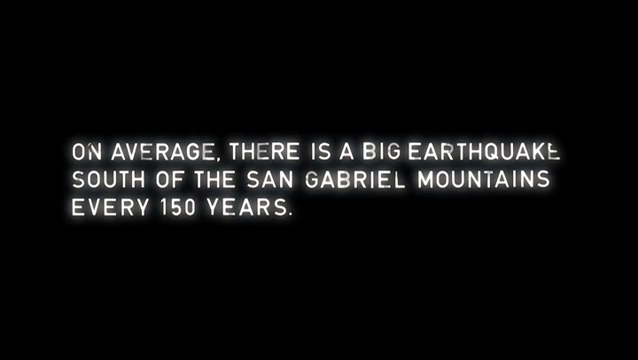 ON AVERAGE, THERE IS A BIG EARTHQUAKE
SOUTH OF THE SAN GABRIEL MOUNTAINS
EVERY 150 YEARS.